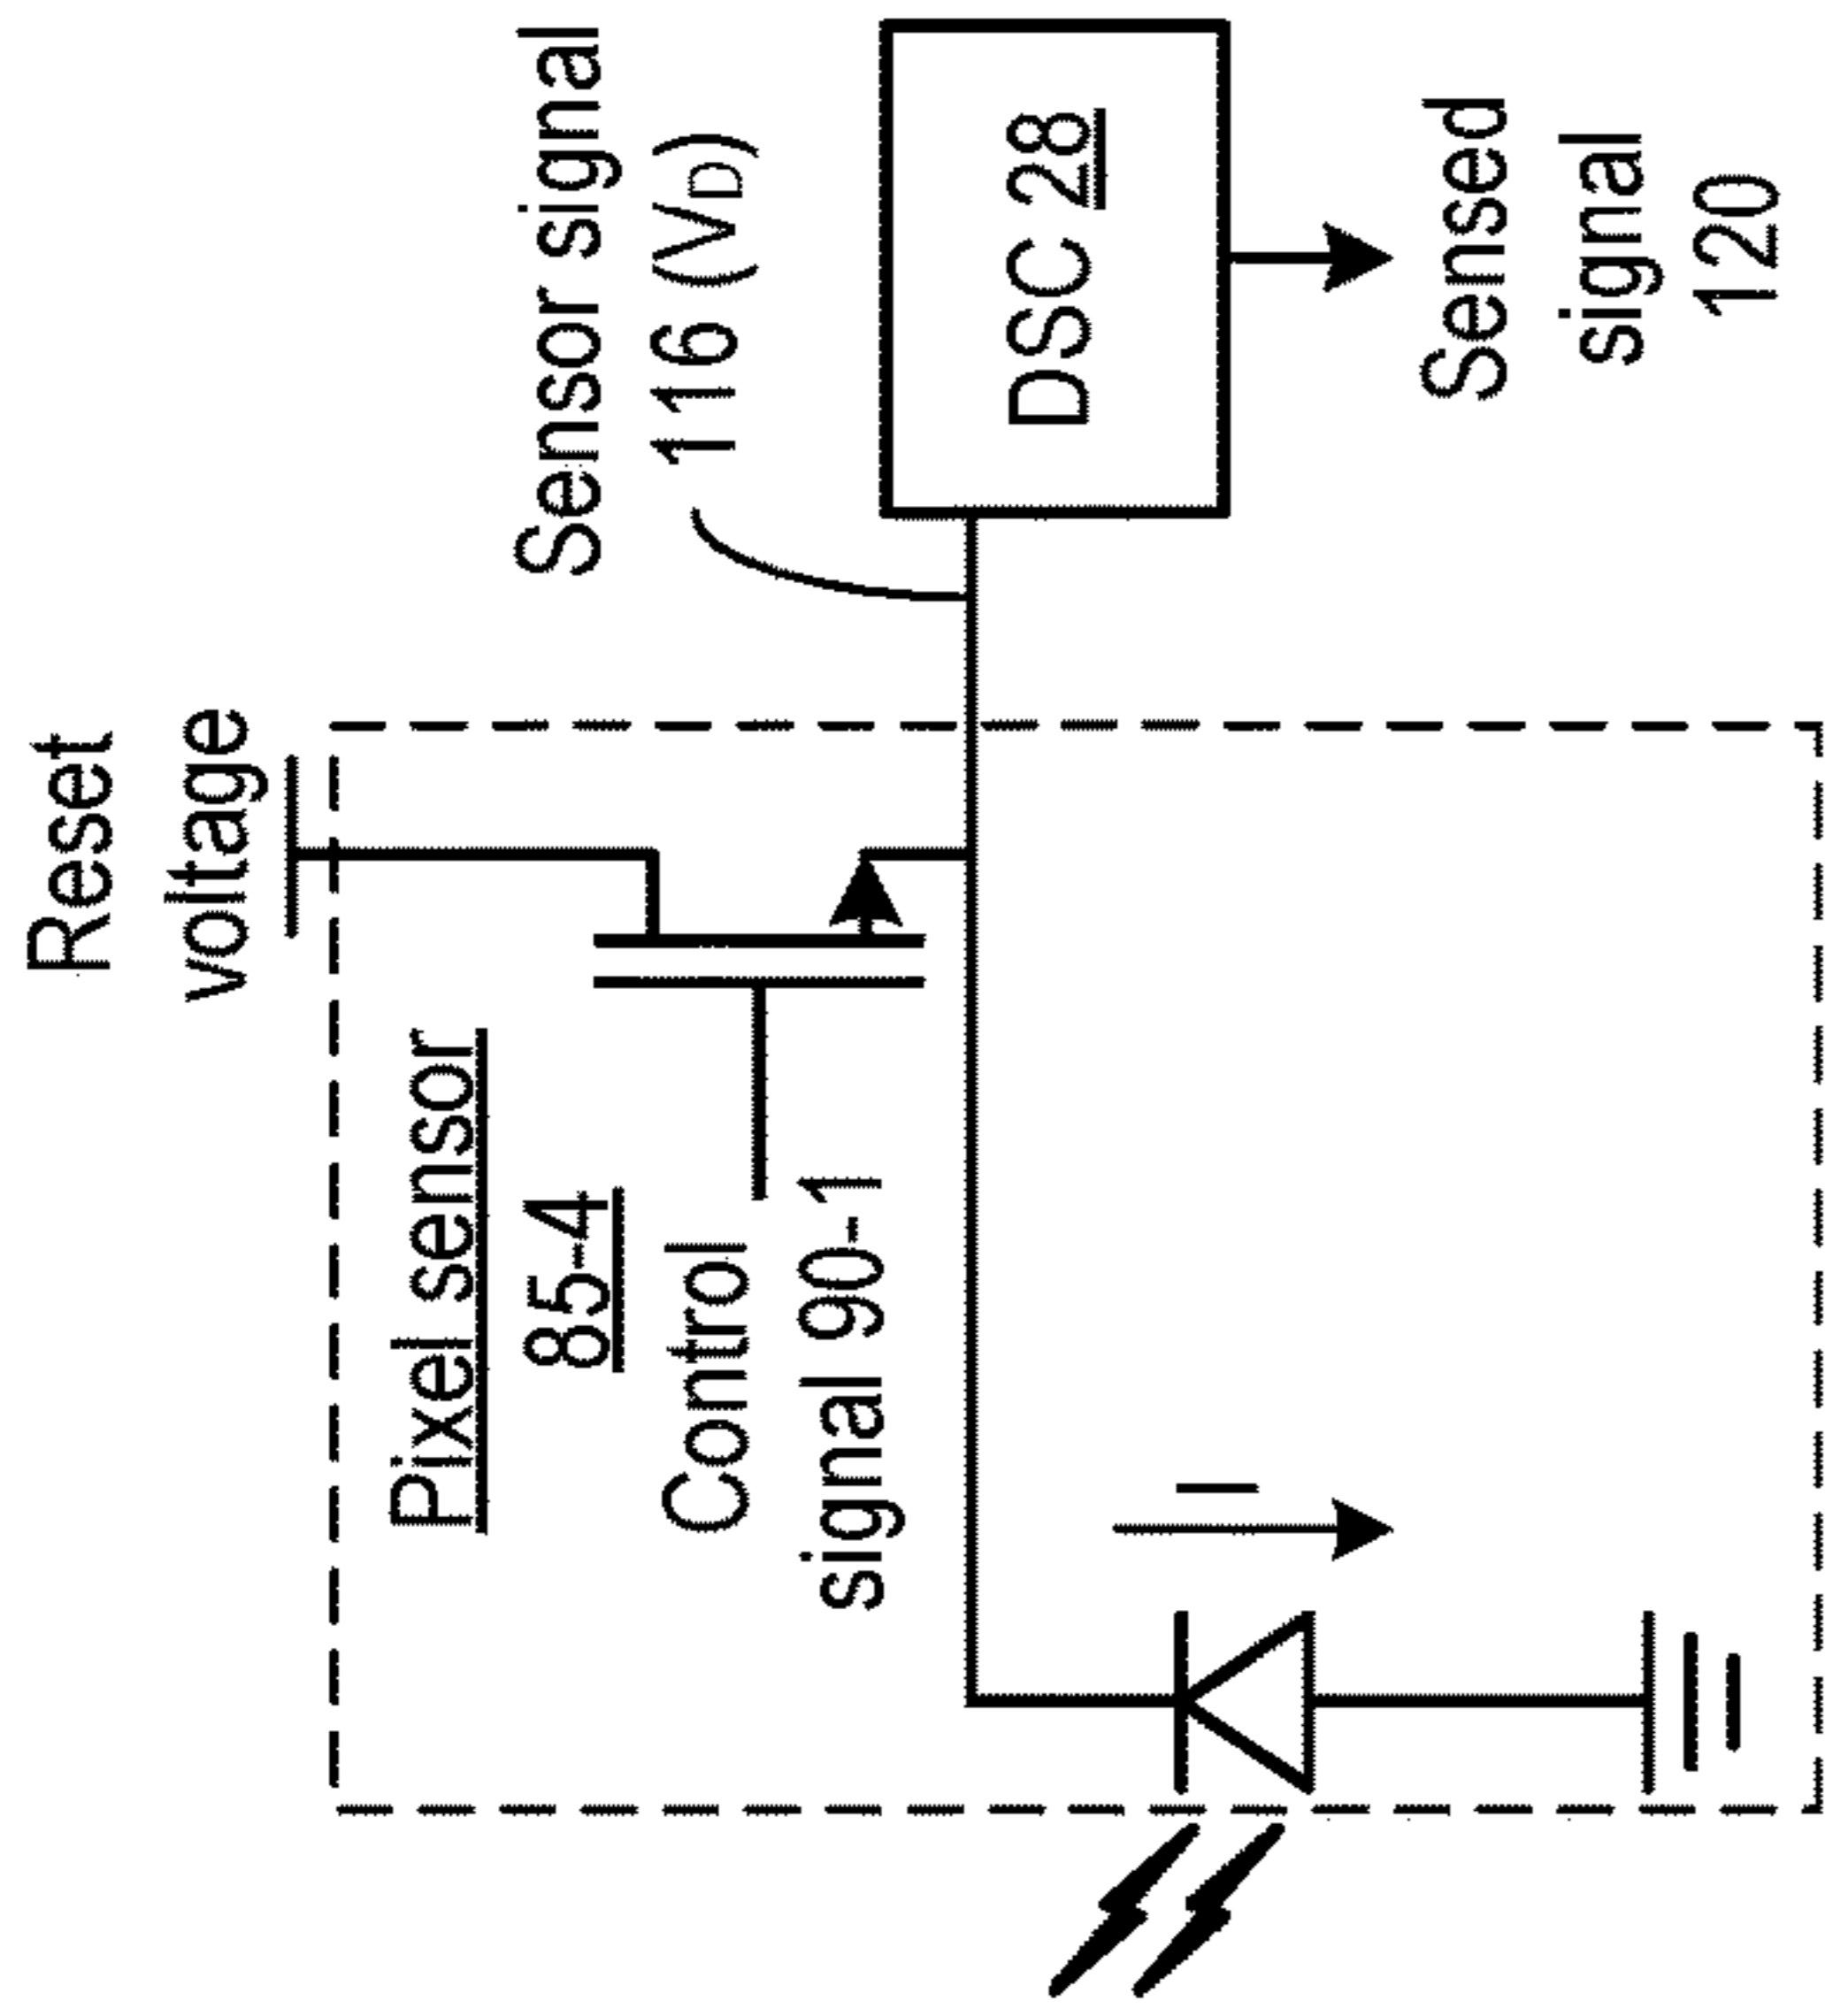 Reset
voltage
Pixel sensor
85-4
Control
signal 90-1
I
Sensor signal
116 (VD)
DSC 28
Sensed
signal
120